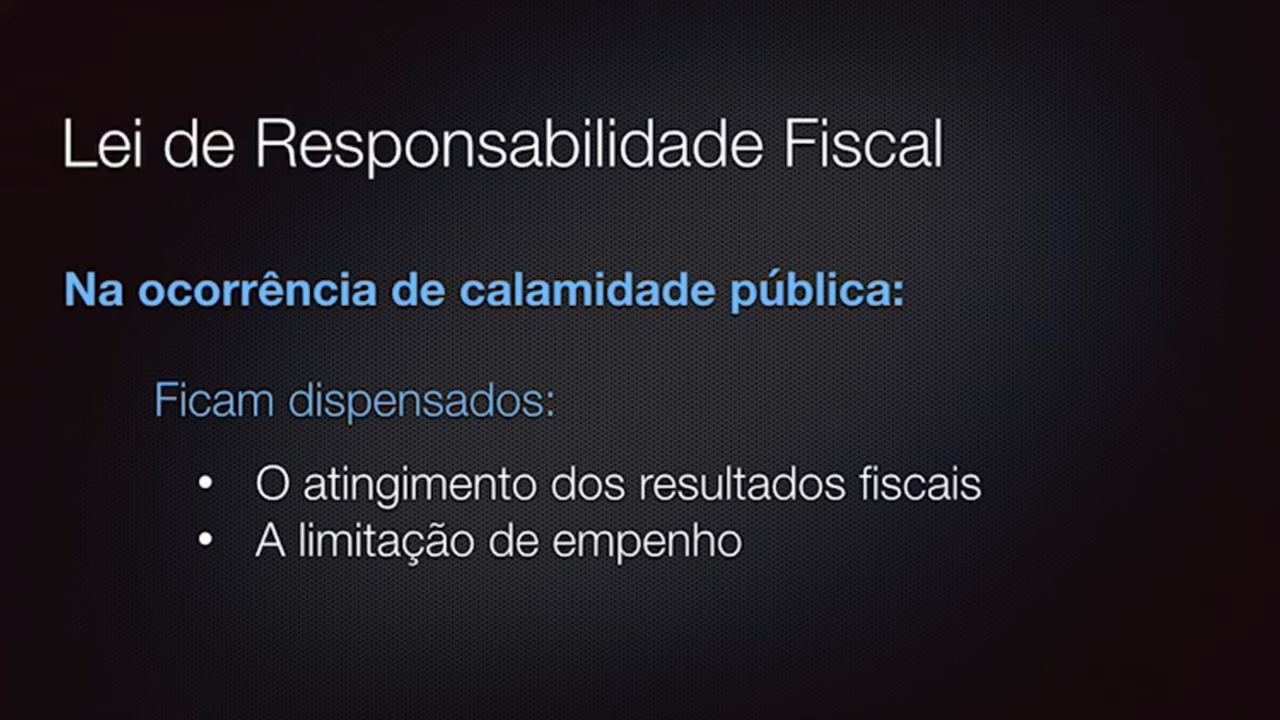 Lei de Responsabilidade Fiscal
Na ocorrência de calamidade pública:
Ficam dispensados:
• O atingimento dos resultados fiscais
• A limitação de empenho